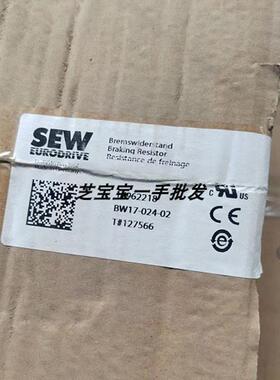 SEW
EURODRIVE
Bremswiderstand
Braking Resistor
Résistance de freinage
芝宝宝一手批发
BW17-024-02
T#127566
C US
CE
e